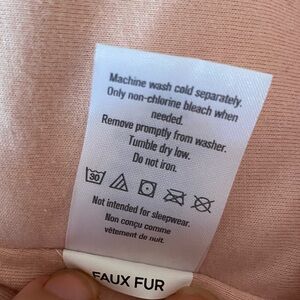 Machine wash cold separately.
Only non-chlorine bleach when
needed.
Remove promptly from washer.
Tumble dry low.
Do not iron.
30
Not intended for sleepwear.
Non conçu comme
vêtement de nuit.
FAUX FUR